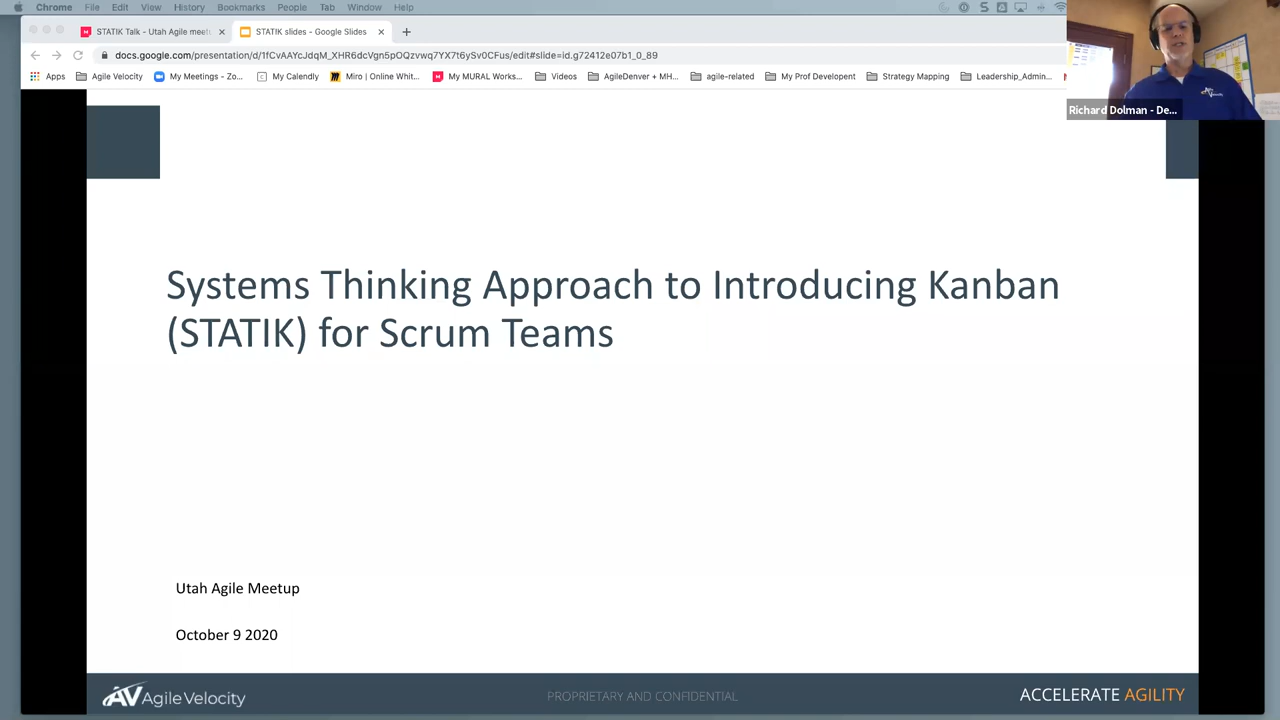 Chrome File Edit View History Bookmarks People Tab Window Help
STATIK Talk - Utah Agile meet
STATIK slides - Google Slides
docs.google.com/presentation/d/1fCvAAYcJdqM_XHR6dcYtn5pOQzvwq7YX7t6ySv0CFus/edit#slide=id.g72412e07b1_0_89
Apps Agile Velocity My Meetings - Zo... My Calendly Miro | Online Whit... My MURAL Works... Videos AgileDenver + MH... agile-related My Prof Development Strategy Mapping Leadership_Admin...
Richard Dolman - De...
Systems Thinking Approach to Introducing Kanban
(STATIK) for Scrum Teams
Utah Agile Meetup
October 9 2020
AV Agile Velocity
PROPRIETARY AND CONFIDENTIAL
ACCELERATE AGILITY